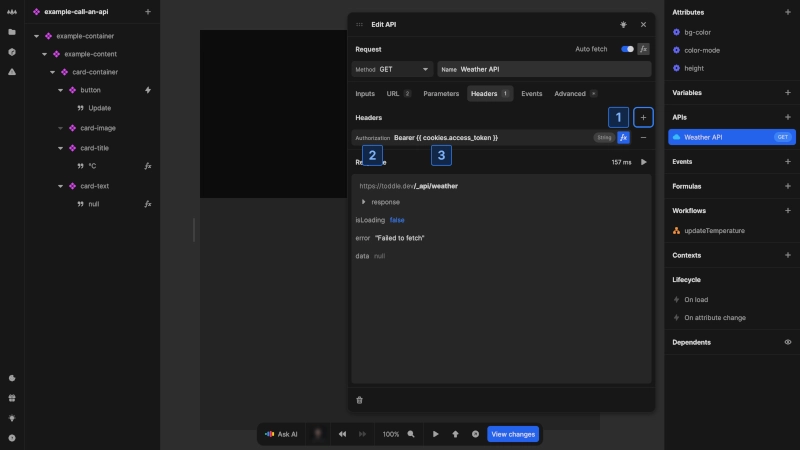 example-call-an-api
example-container
example-content
card-container
button
Update
card-image
card-title
°C
card-text
null
Edit API
Request
Auto fetch
Method GET
Name Weather API
Inputs
URL 2
Parameters
Headers 1
Events
Advanced
Headers
1
Authorization Bearer {{ cookies.access_token }} String
2
3
157 ms
https://toddle.dev/_api/weather
response
isLoading false
error "Failed to fetch"
data null
Ask AI
100%
View changes
Attributes
bg-color
color-mode
height
Variables
APIs
Weather API GET
Events
Formulas
Workflows
updateTemperature
Contexts
Lifecycle
On load
On attribute change
Dependents